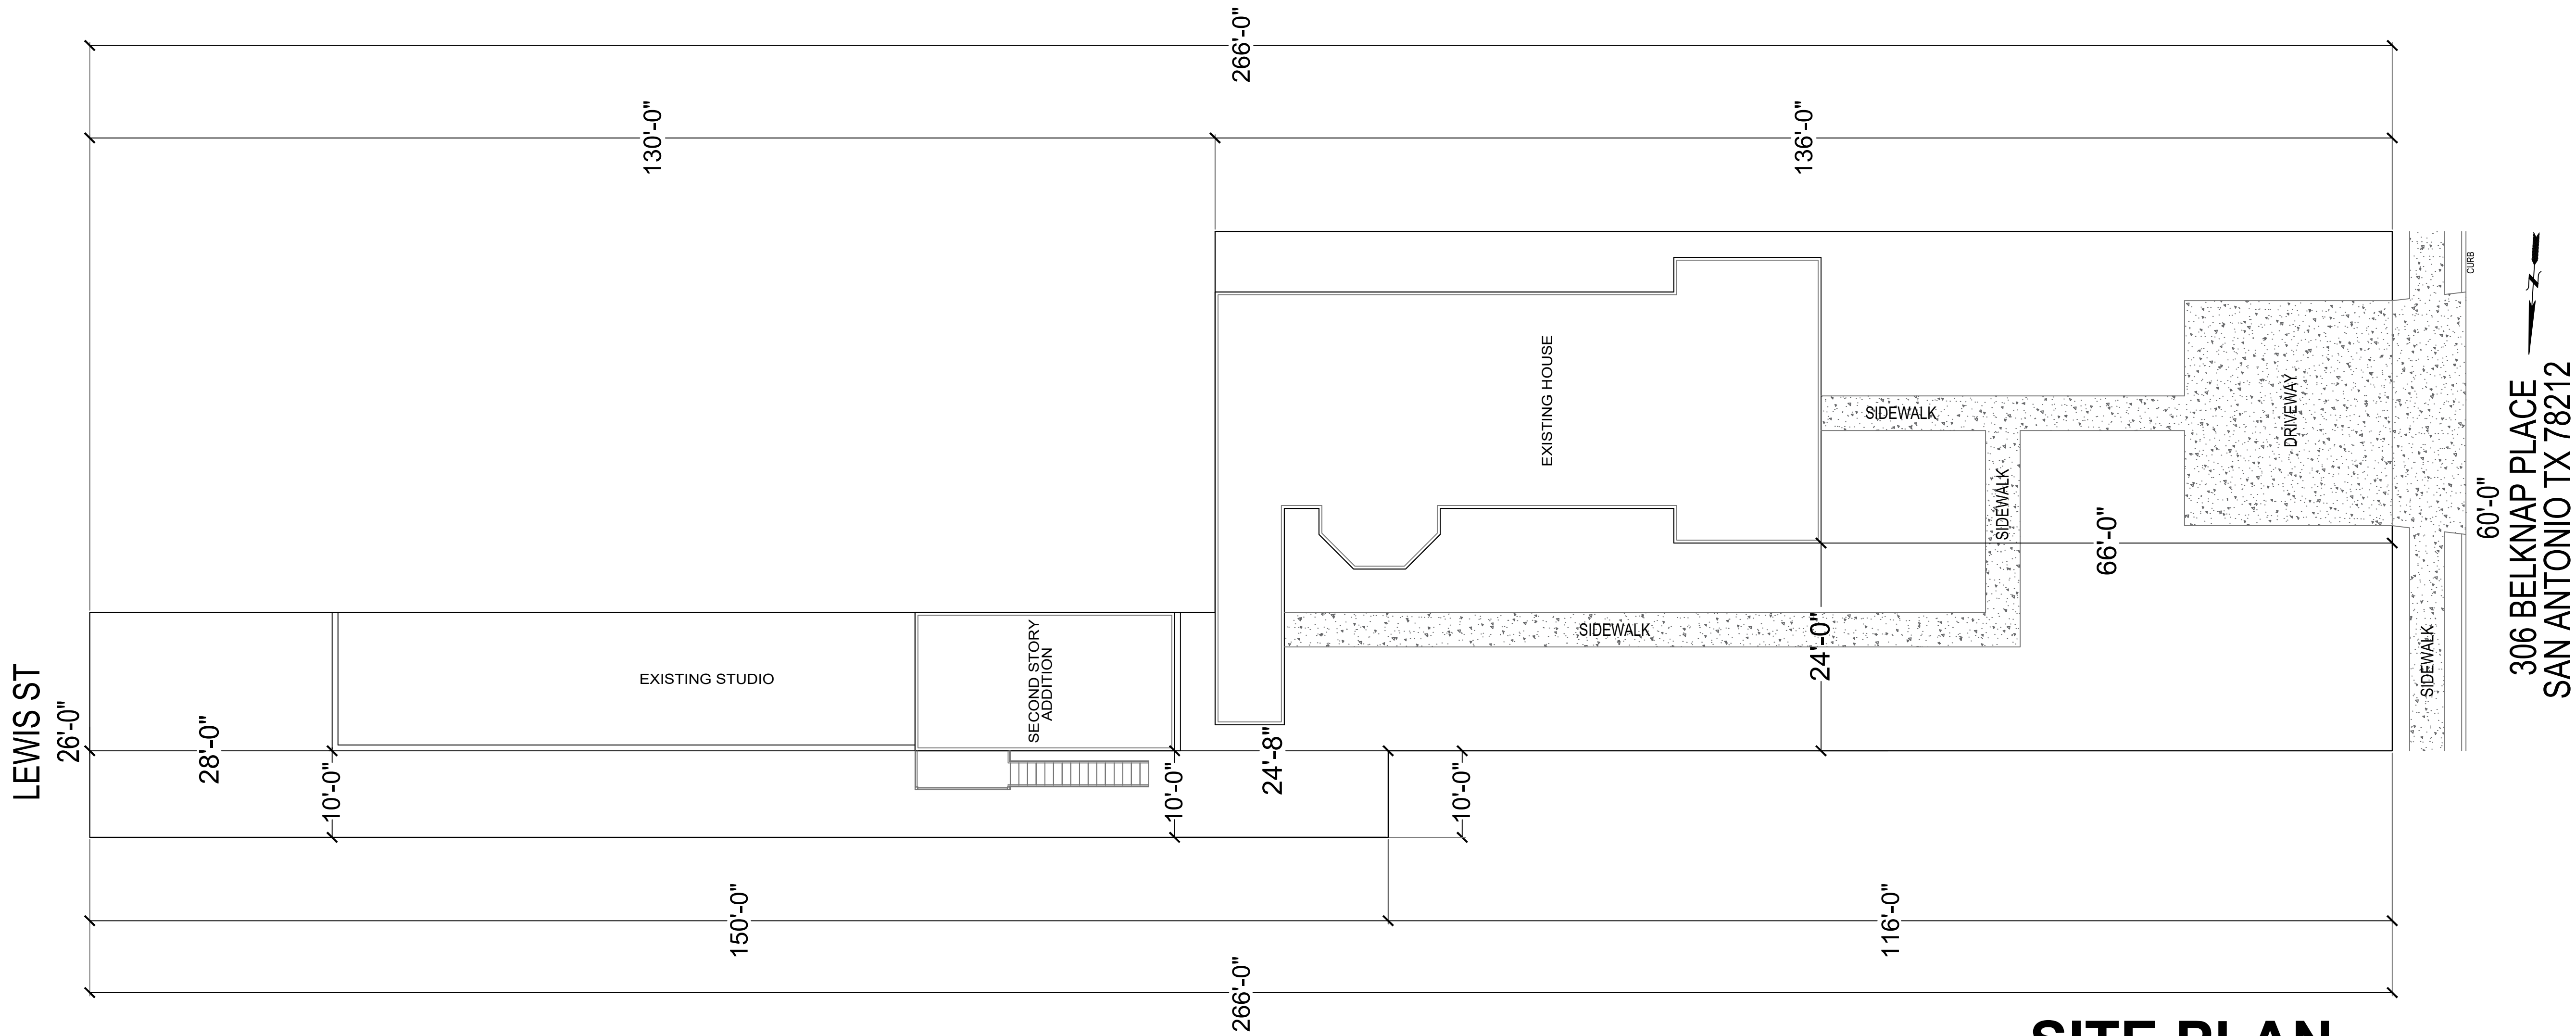 266'-0"
130'-0"
136'-0"
CURB
EXISTING HOUSE
SIDEWALK
DRIVEWAY
SIDEWALK
66'-0"
60'-0"
306 BELKNAP PLACE
SAN ANTONIO TX 78212
N
LEWIS ST
26'-0"
28'-0"
EXISTING STUDIO
SECOND STORY
ADDITION
SIDEWALK
24'-0"
SIDEWALK
10'-0"
10'-0"
24'-8"
10'-0"
150'-0"
116'-0"
266'-0"
SITE PLAN